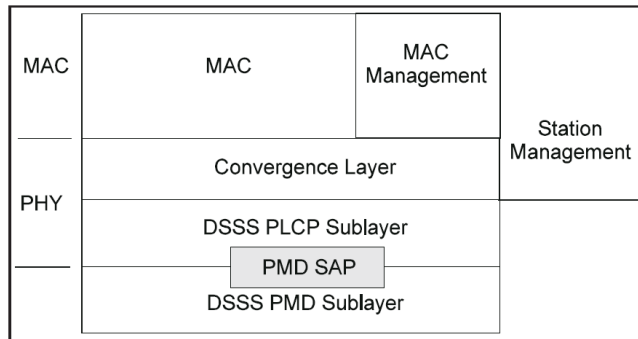 MAC
MAC
MAC
Management
Station
Management
Convergence Layer
PHY
DSSS PLCP Sublayer
PMD SAP
DSSS PMD Sublayer